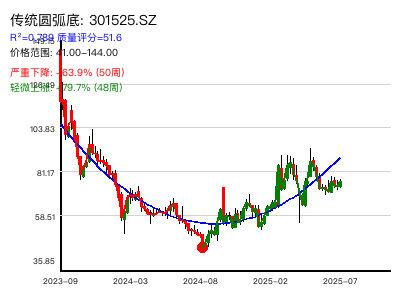 传统圆弧底: 301525.SZ
R²=0.789 质量评分=51.6
价格范围: 41.00-144.00
严重下降: -63.9% (50周)
轻微上涨: +79.7% (48周)
126.49
103.83
81.17
58.51
35.85
2023-09
2024-03
2024-08
2025-02
2025-07